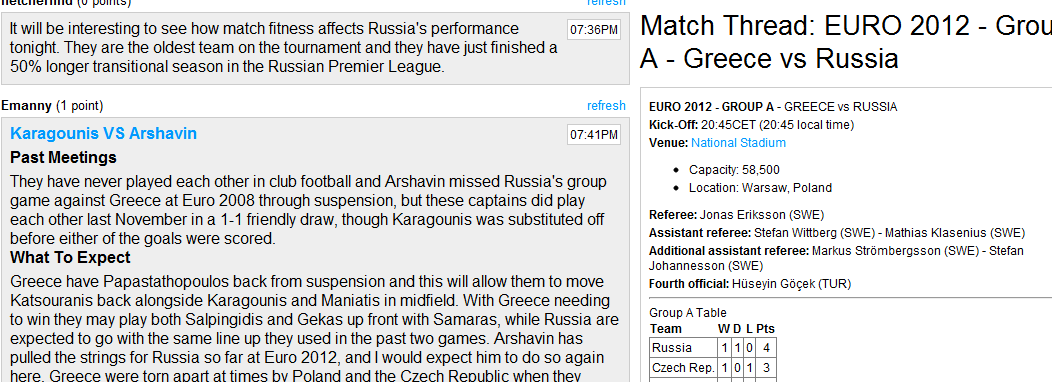 (0 points)
refresh
It will be interesting to see how match fitness affects Russia's performance
07:36PM
tonight. They are the oldest team on the tournament and they have just finished a
50% longer transitional season in the Russian Premier League.
Emanny (1 point)
refresh
Karagounis VS Arshavin
07:41PM
Past Meetings
They have never played each other in club football and Arshavin missed Russia's group
game against Greece at Euro 2008 through suspension, but these captains did play
each other last November in a 1-1 friendly draw, though Karagounis was substituted off
before either of the goals were scored.
What To Expect
Greece have Papastathopoulos back from suspension and this will allow them to move
Katsouranis back alongside Karagounis and Maniatis in midfield. With Greece needing
to win they may play both Salpingidis and Gekas up front with Samaras, while Russia are
expected to go with the same line up they used in the past two games. Arshavin has
pulled the strings for Russia so far at Euro 2012, and I would expect him to do so again
here. Greece were torn apart at times by Poland and the Czech Republic when they
Match Thread: EURO 2012 - Grou
A - Greece vs Russia
EURO 2012 - GROUP A - GREECE vs RUSSIA
Kick-Off: 20:45CET (20:45 local time)
Venue: National Stadium
• Capacity: 58,500
• Location: Warsaw, Poland
Referee: Jonas Eriksson (SWE)
Assistant referee: Stefan Wittberg (SWE) - Mathias Klasenius (SWE)
Additional assistant referee: Markus Strömbergsson (SWE) - Stefan
Johannesson (SWE)
Fourth official: Hüseyin Göçek (TUR)
Group A Table
Team W D L Pts
Russia 1 1 0 4
Czech Rep. 1 0 1 3